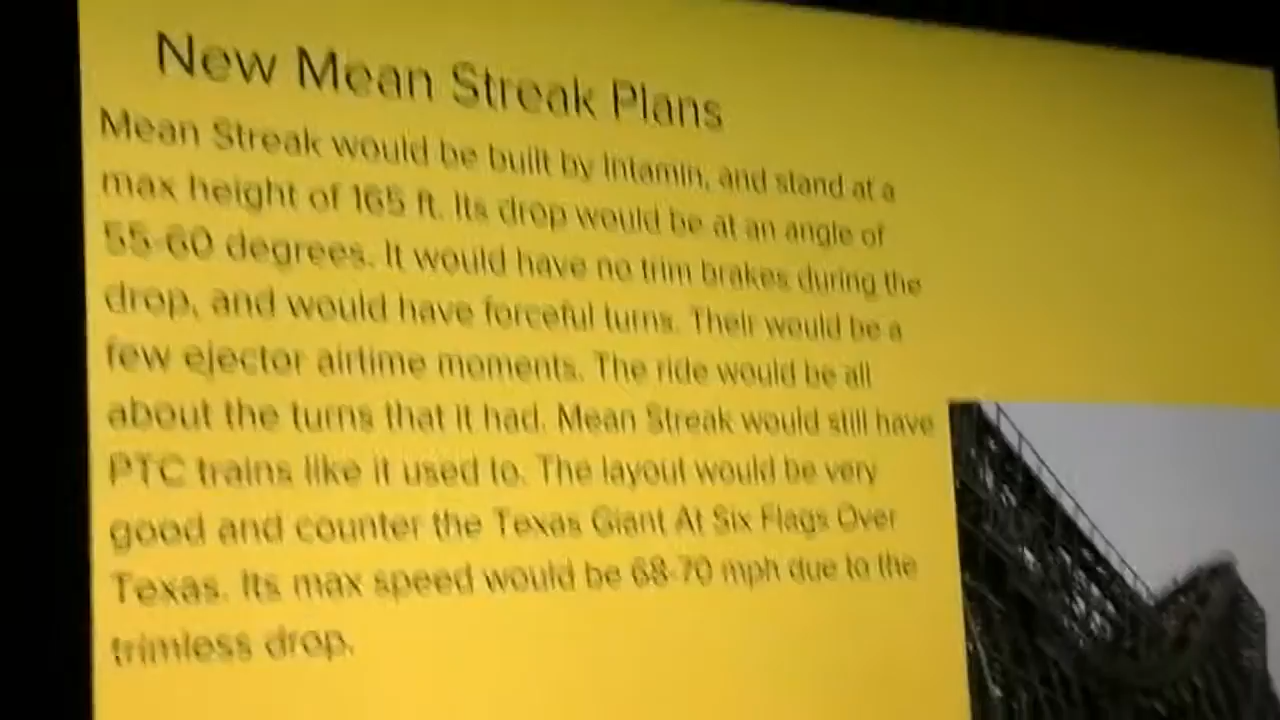 New Mean Streak Plans
Mean Streak would be built by Intamin, and stand at a
max height of 165 ft. Its drop would be at an angle of
55-60 degrees. It would have no trim brakes during the
drop, and would have forceful turns. Their would be a
few ejector airtime moments. The ride would be all
about the turns that it had. Mean Streak would still have
PTC trains like it used to. The layout would be very
good and counter the Texas Giant At Six Flags Over
Texas. Its max speed would be 68-70 mph due to the
trimless drop.